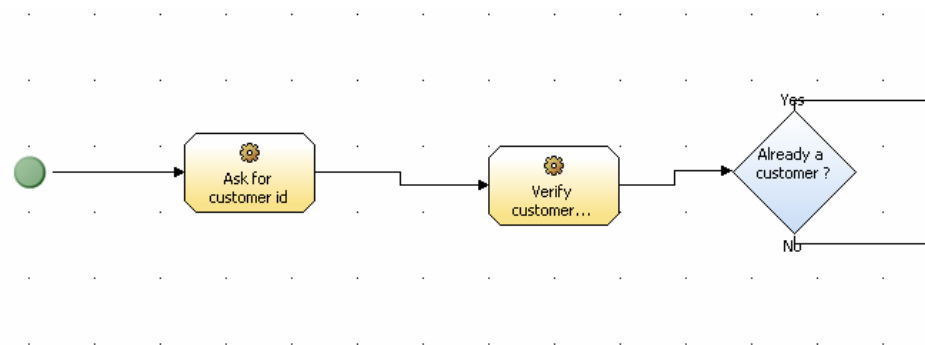 Ask for
customer id
Verify
customer...
Yes
Already a
customer ?
No